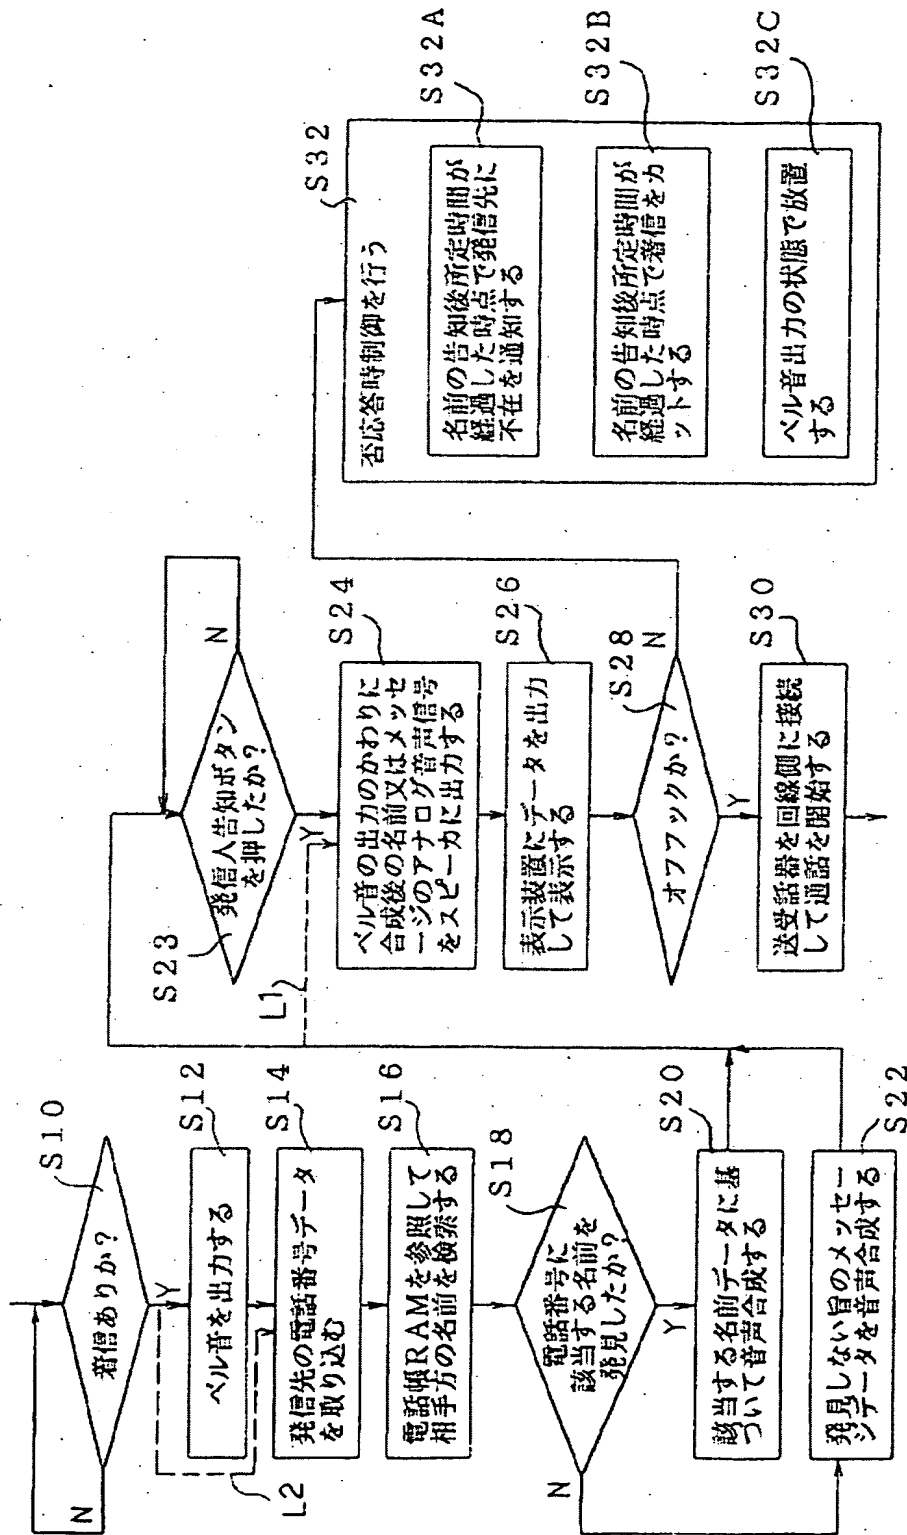 S10
着信ありか?
N
Y
L2
S12
ベル音を出力する
S14
発信先の電話番号データ
を取り込む
S16
電話帳RAMを参照して
相手方の名前を検索する
S18
電話番号に
該当する名前を
発見したか?
N
Y
S20
該当する名前データに基
づいて音声合成する
S22
発見しない旨のメッセー
ジデータを音声合成する
L1
S23
発信人告知ボタン
を押したか?
N
Y
S24
ベル音の出力のかわりに
合成後の名前又はメッセ
ージのアナログ音声信号
をスピーカに出力する
S26
表示装置にデータを出力
して表示する
S28
オフフックか?
N
Y
S30
送受話器を回線側に接続
して通話を開始する
S32
否応答時制御を行う
S32A
名前の告知後所定時間が
経過した時点で発信先に
不在を通知する
S32B
名前の告知後所定時間が
経過した時点で着信をカ
ットする
S32C
ベル音出力の状態で放置
する